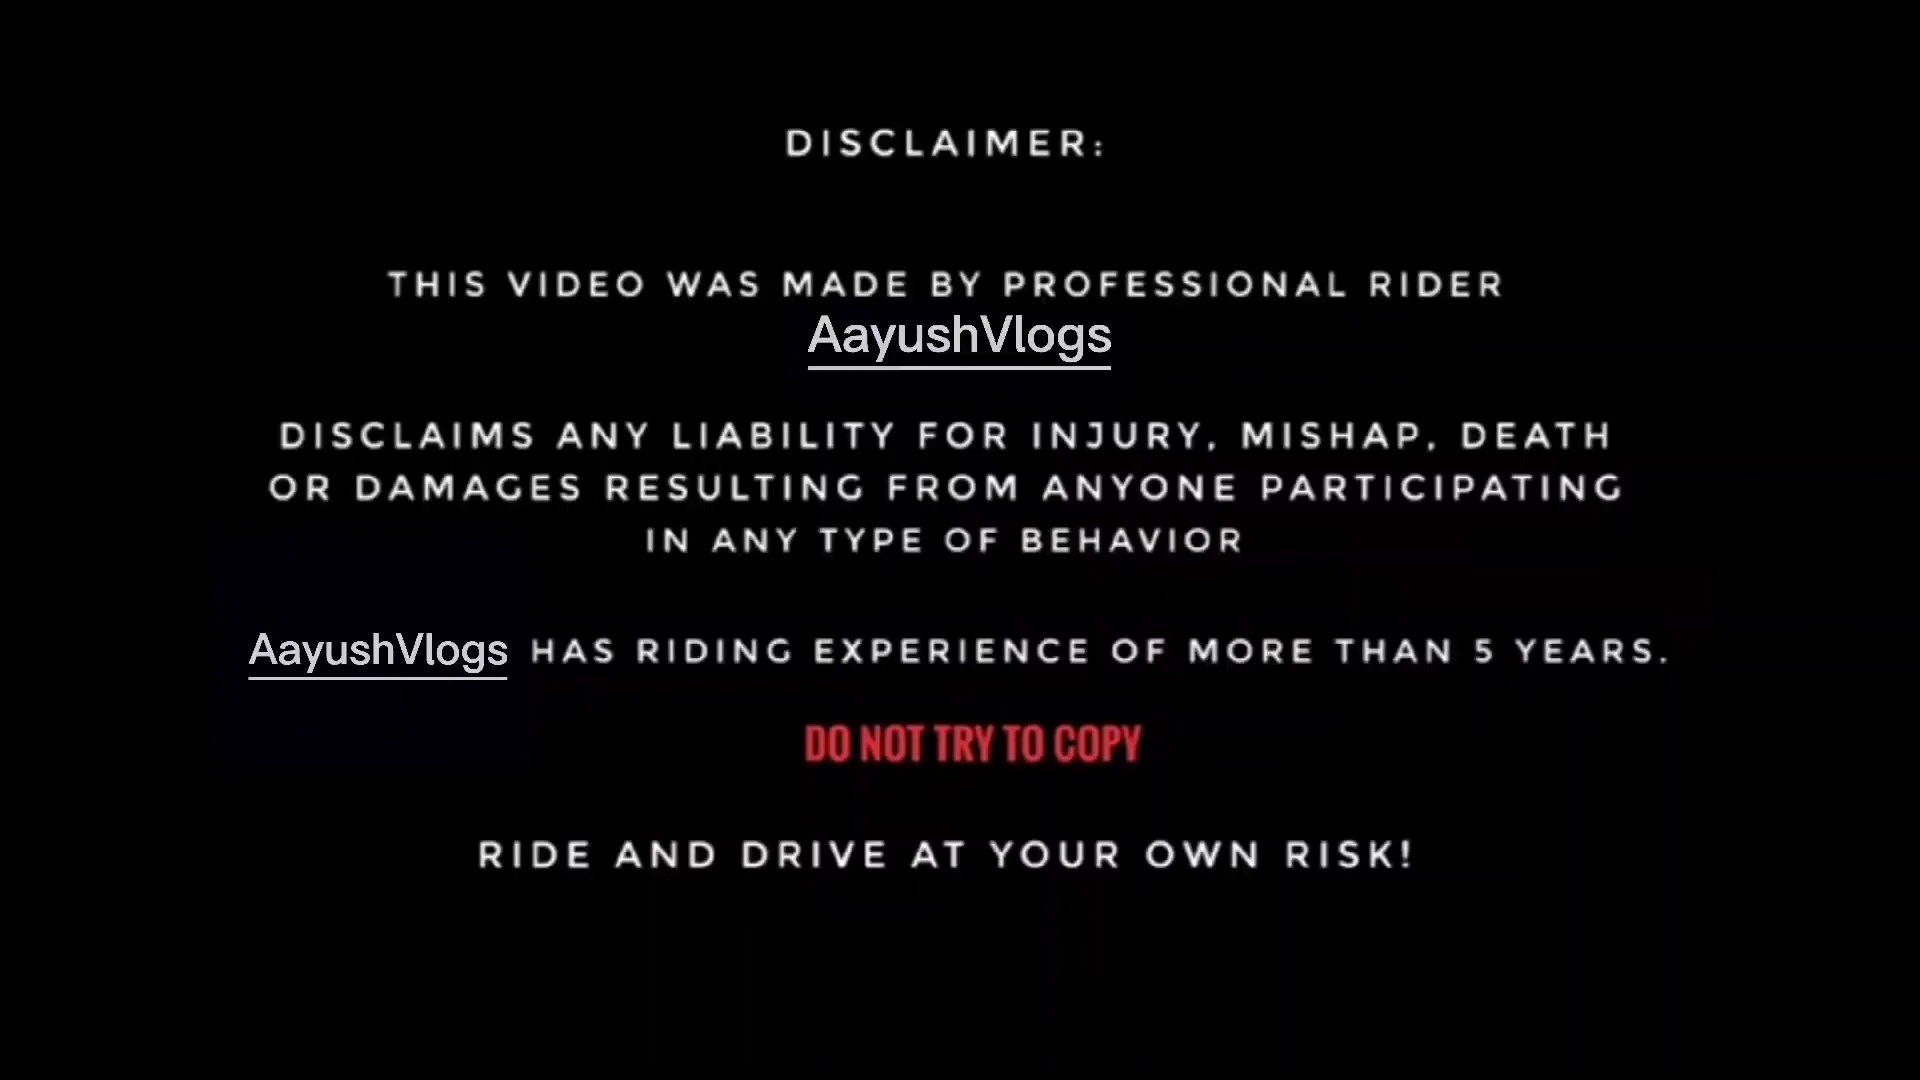 DISCLAIMER:
THIS VIDEO WAS MADE BY PROFESSIONAL RIDER
AayushVlogs
DISCLAIMS ANY LIABILITY FOR INJURY, MISHAP, DEATH
OR DAMAGES RESULTING FROM ANYONE PARTICIPATING
IN ANY TYPE OF BEHAVIOR
AayushVlogs HAS RIDING EXPERIENCE OF MORE THAN 5 YEARS.
DO NOT TRY TO COPY
RIDE AND DRIVE AT YOUR OWN RISK!